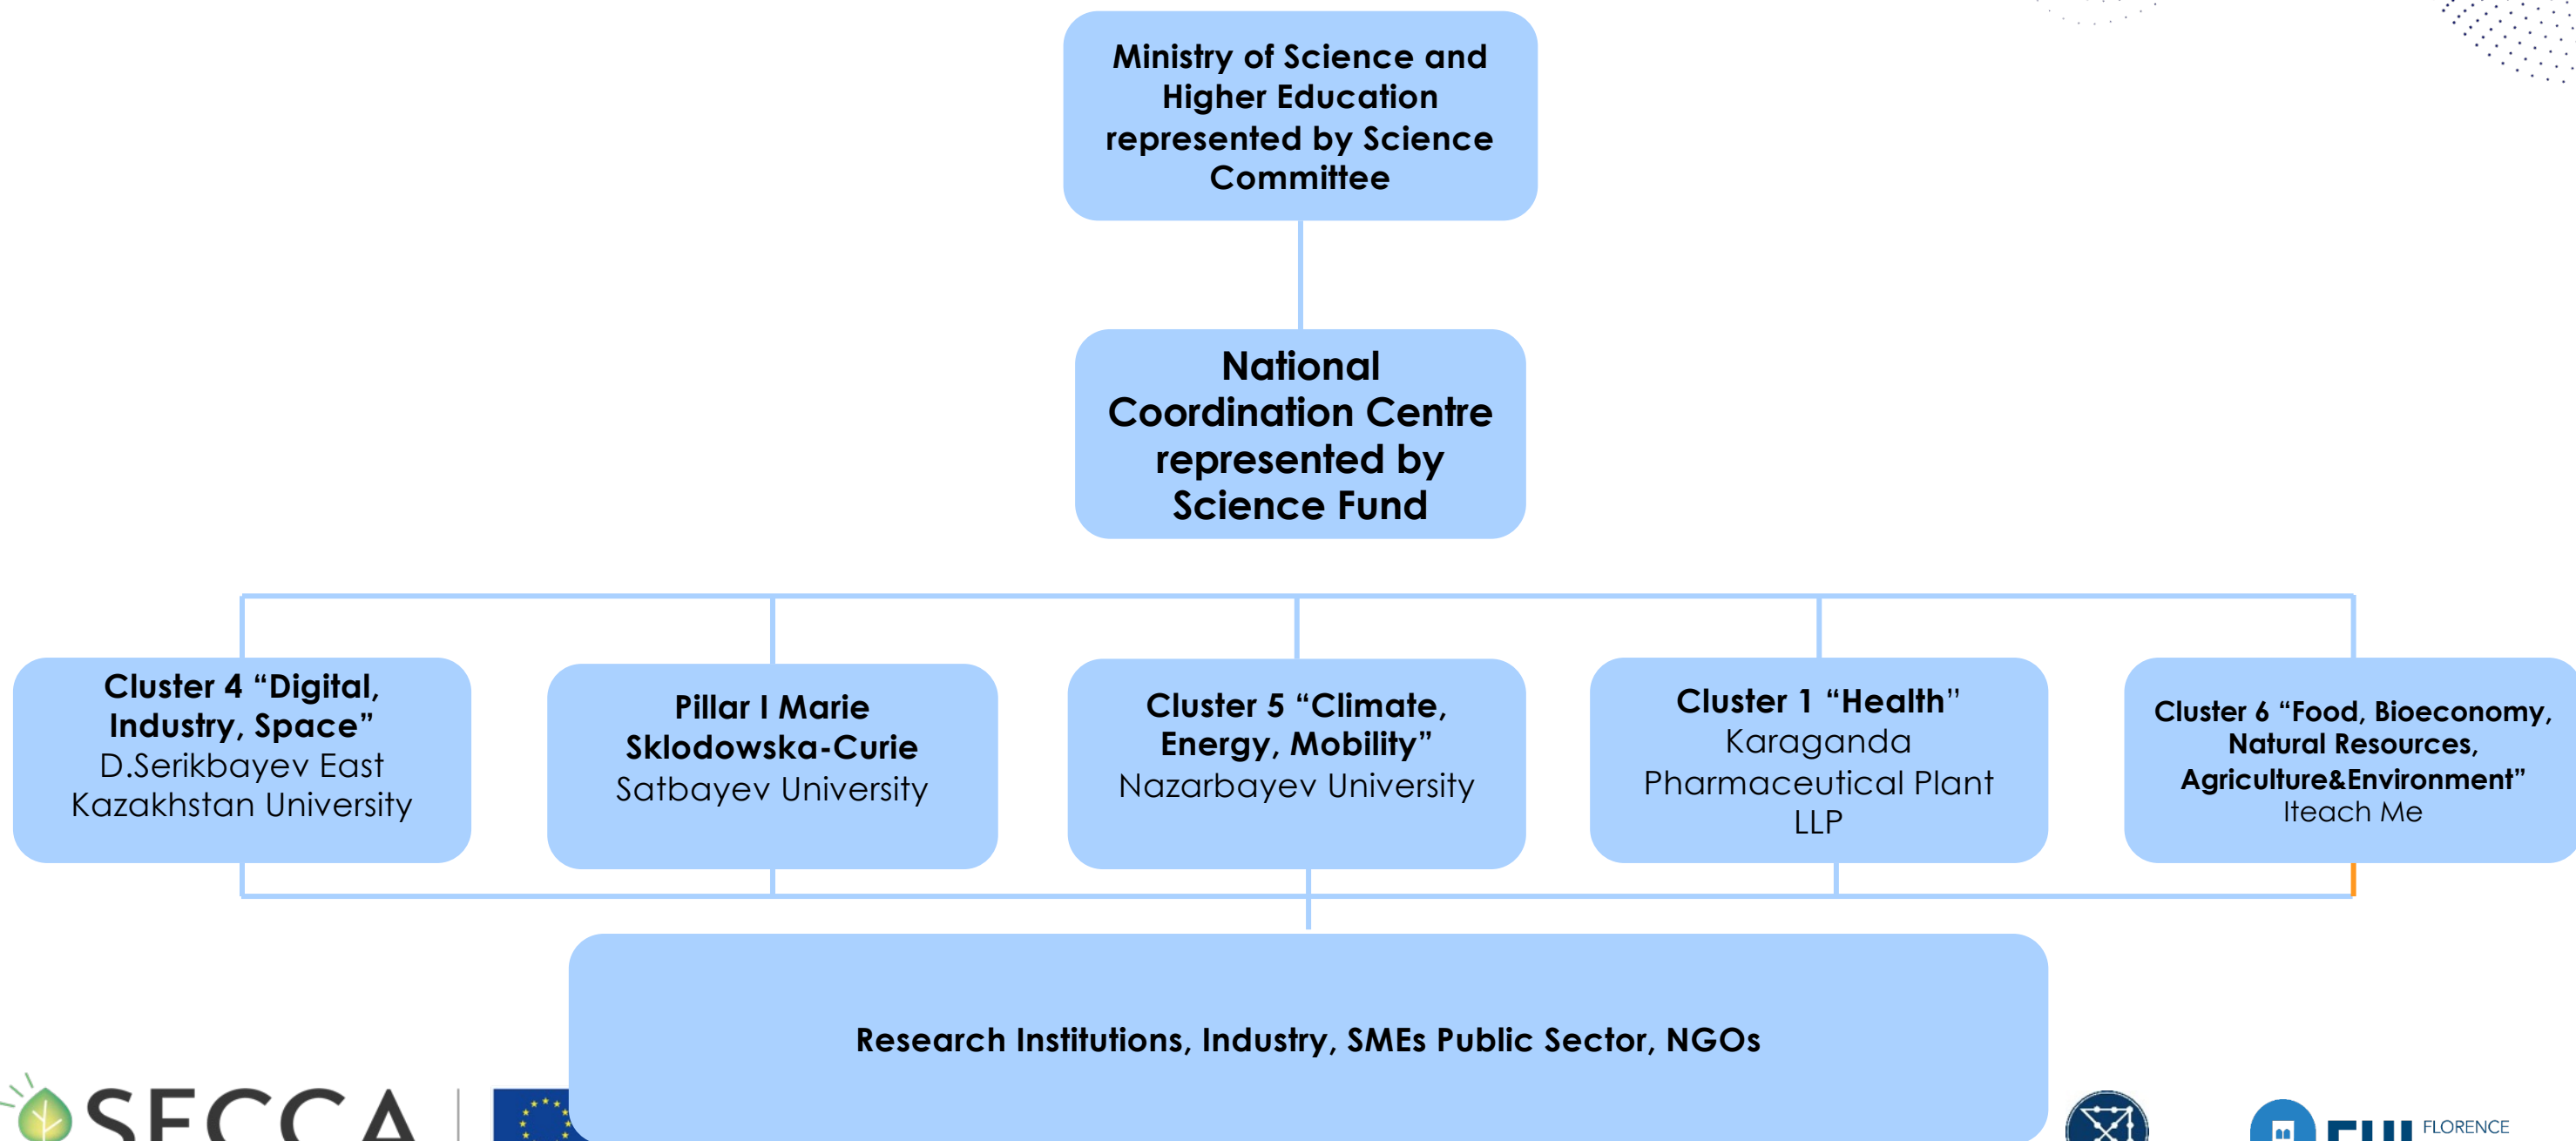 Ministry of Science and
Higher Education
represented by Science
Committee
National
Coordination Centre
represented by
Science Fund
Cluster 4 “Digital,
Industry, Space”
D.Serikbayev East
Kazakhstan University
Pillar I Marie
Sklodowska-Curie
Satbayev University
Cluster 5 “Climate,
Energy, Mobility”
Nazarbayev University
Cluster 1 “Health”
Karaganda
Pharmaceutical Plant
LLP
Cluster 6 “Food, Bioeconomy,
Natural Resources,
Agriculture&Environment”
Iteach Me
Research Institutions, Industry, SMEs Public Sector, NGOs
SECCA
EUI
FLORENCE